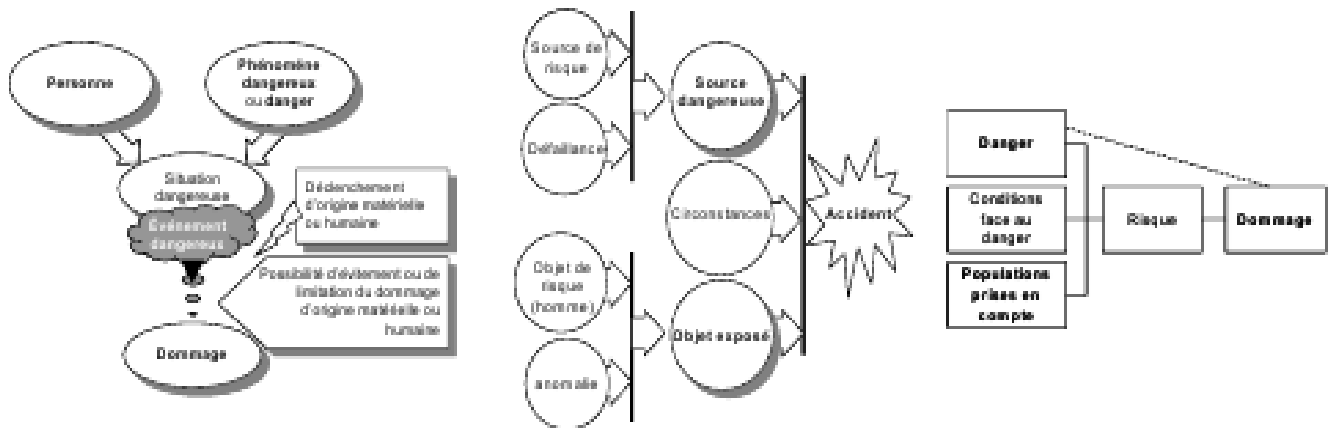 Personne
Phénomène
dangereux
ou danger
Situation
dangereuse
Evénement
dangereux
Déclenchement
d'origine matérielle
ou humaine
Possibilité d'évitement ou de
limitation du dommage
d'origine matérielle ou
humaine
Dommage
Source de
risque
Défaillance
Source
dangereuse
Circonstances
Accident
Objet de
risque
(homme)
anomalie
Objet exposé
Danger
Conditions
face au
danger
Populations
prises en
compte
Risque
Dommage